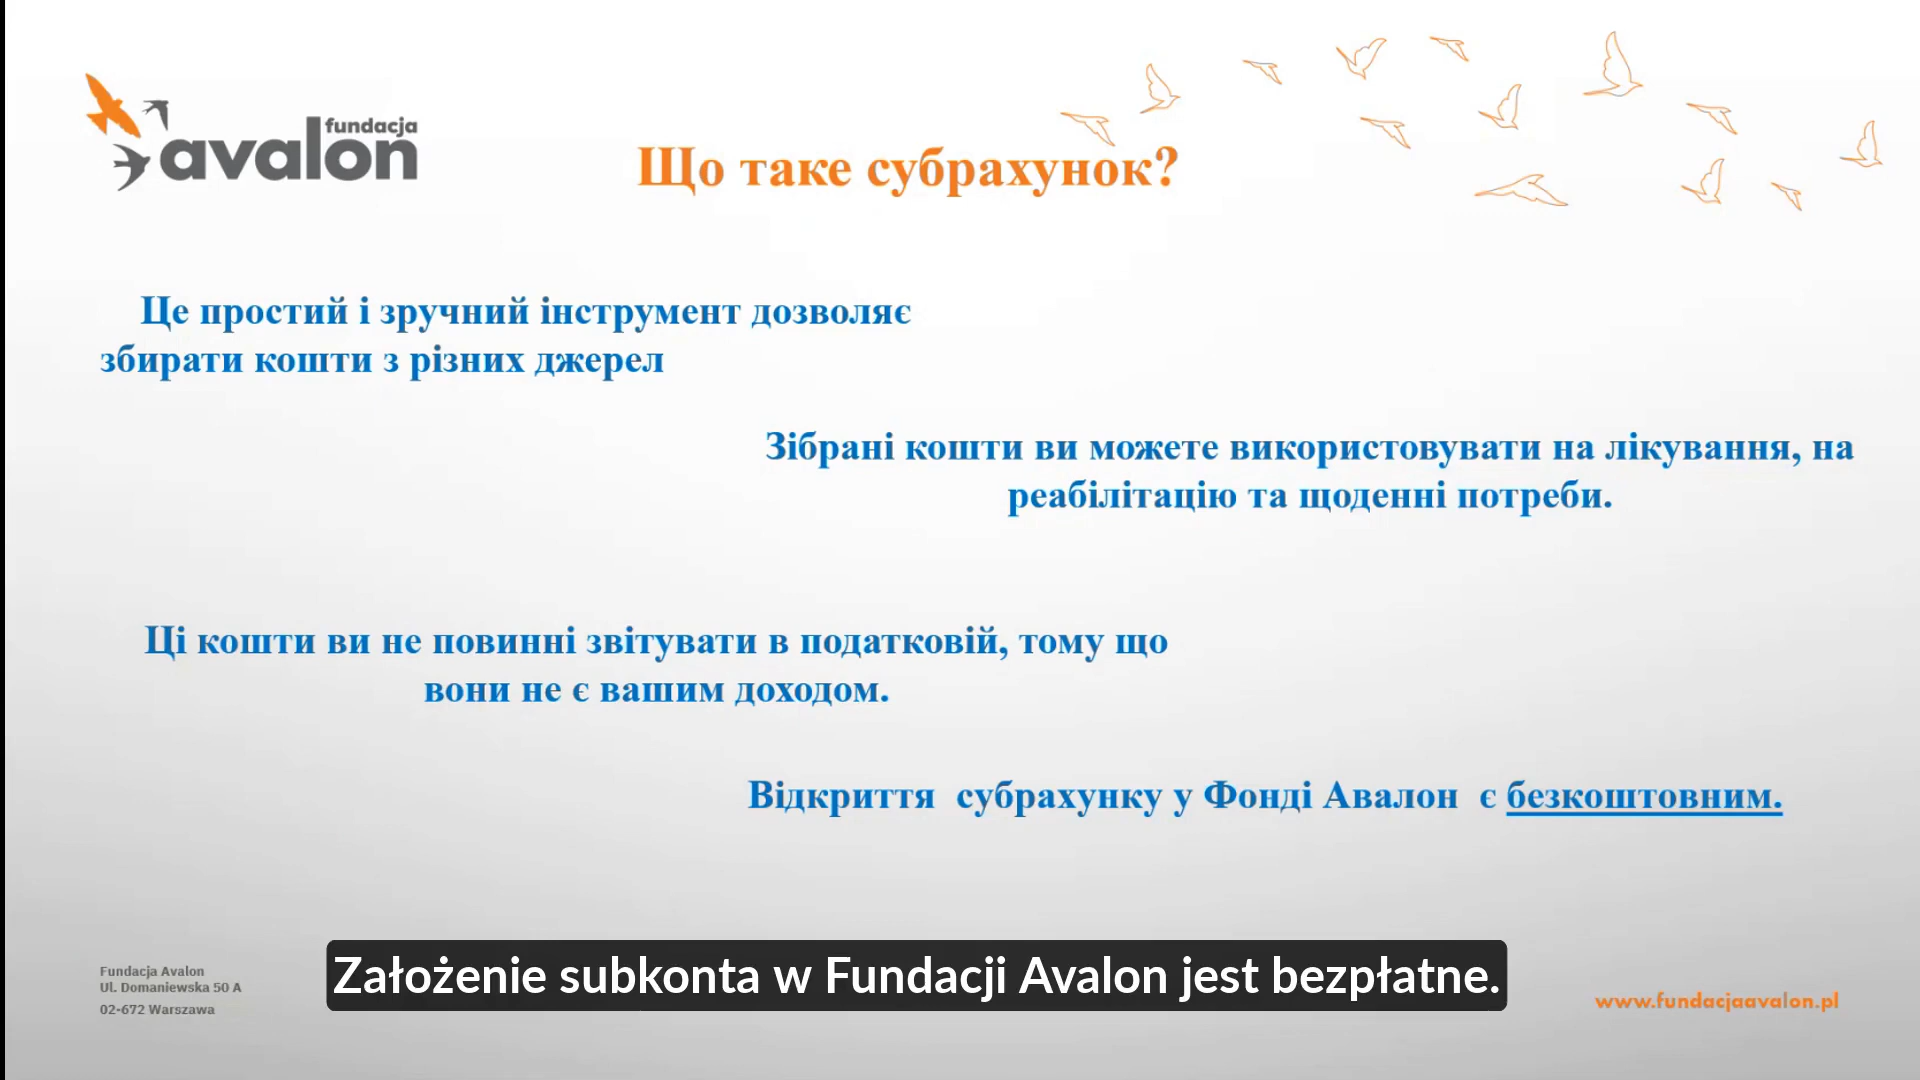 fundacja
avalon
Що таке субрахунок?
Це простий і зручний інструмент дозволяє
збирати кошти з різних джерел
Зібрані кошти ви можете використовувати на лікування, на
реабілітацію та щоденні потреби.
Ці кошти ви не повинні звітувати в податковій, тому що
вони не є вашим доходом.
Відкриття субрахунку у Фонді Авалон є безкоштовним.
Założenie subkonta w Fundacji Avalon jest bezpłatne.
Fundacja Avalon
Ul. Domaniewska 50 A
02-672 Warszawa
www.fundacjaavalon.pl